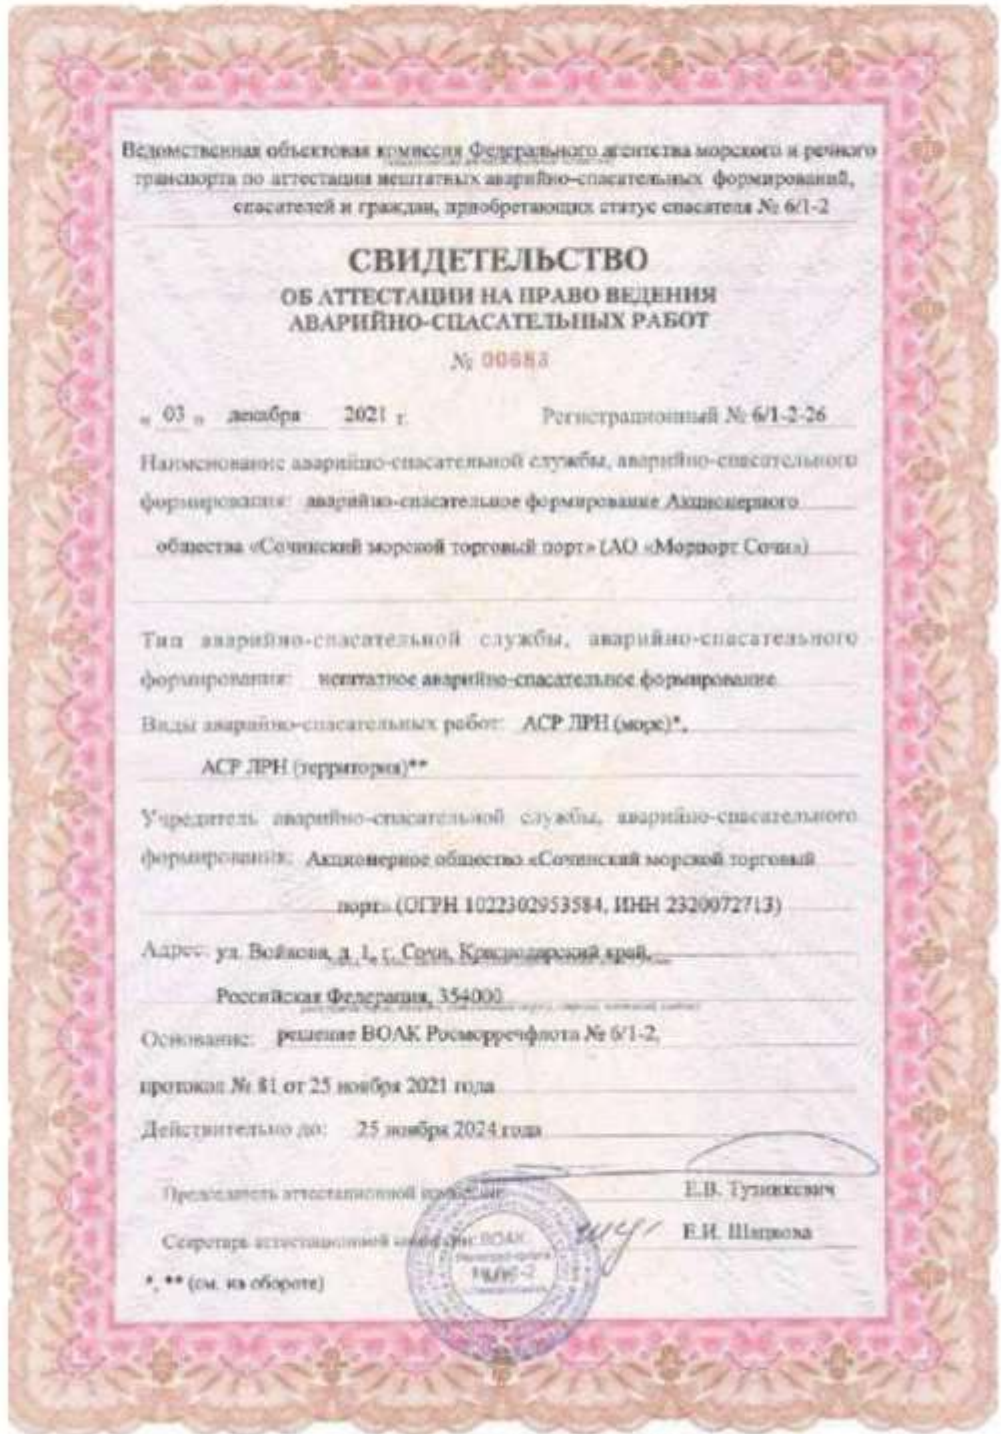 Ведомственная объектовая комиссия Федерального агентства морского и речного
транспорта по аттестации нештатных аварийно-спасательных формирований,
спасателей и граждан, приобретающих статус спасателя № 6/1-2
СВИДЕТЕЛЬСТВО
ОБ АТТЕСТАЦИИ НА ПРАВО ВЕДЕНИЯ
АВАРИЙНО-СПАСАТЕЛЬНЫХ РАБОТ
№ 00683
« 03 » декабря 2021 г. Регистрационный № 6/1-2-26
Наименование аварийно-спасательной службы, аварийно-спасательного
формирования: аварийно-спасательное формирование Акционерного
общества «Сочинский морской торговый порт» (АО «Морпорт Сочи»)
Тип аварийно-спасательной службы, аварийно-спасательного
формирования: нештатное аварийно-спасательное формирование
Виды аварийно-спасательных работ: АСР ЛРН (море)*,
АСР ЛРН (территория)**
Учредитель аварийно-спасательной службы, аварийно-спасательного
формирования: Акционерное общество «Сочинский морской торговый
порт» (ОГРН 1022302953584, ИНН 2320072713)
Адрес: ул. Войкова, д. 1, г. Сочи, Краснодарский край,
Российская Федерация, 354000
Основание: решение ВОАК Росморречфлота № 6/1-2,
протокол № 81 от 25 ноября 2021 года
Действительно до: 25 ноября 2024 года
Председатель аттестационной комиссии Е.В. Тузинкевич
Секретарь аттестационной комиссии Е.И. Шацкова
ВОАК
*, ** (см. на обороте)